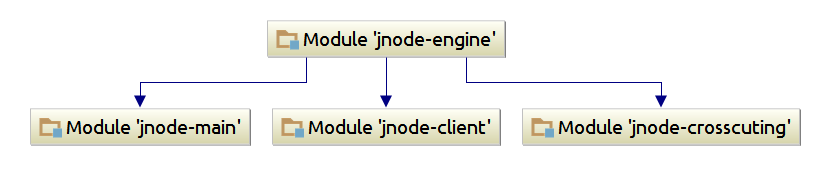 Module 'jnode-engine'
Module 'jnode-main'
Module 'jnode-client'
Module 'jnode-crosscuting'